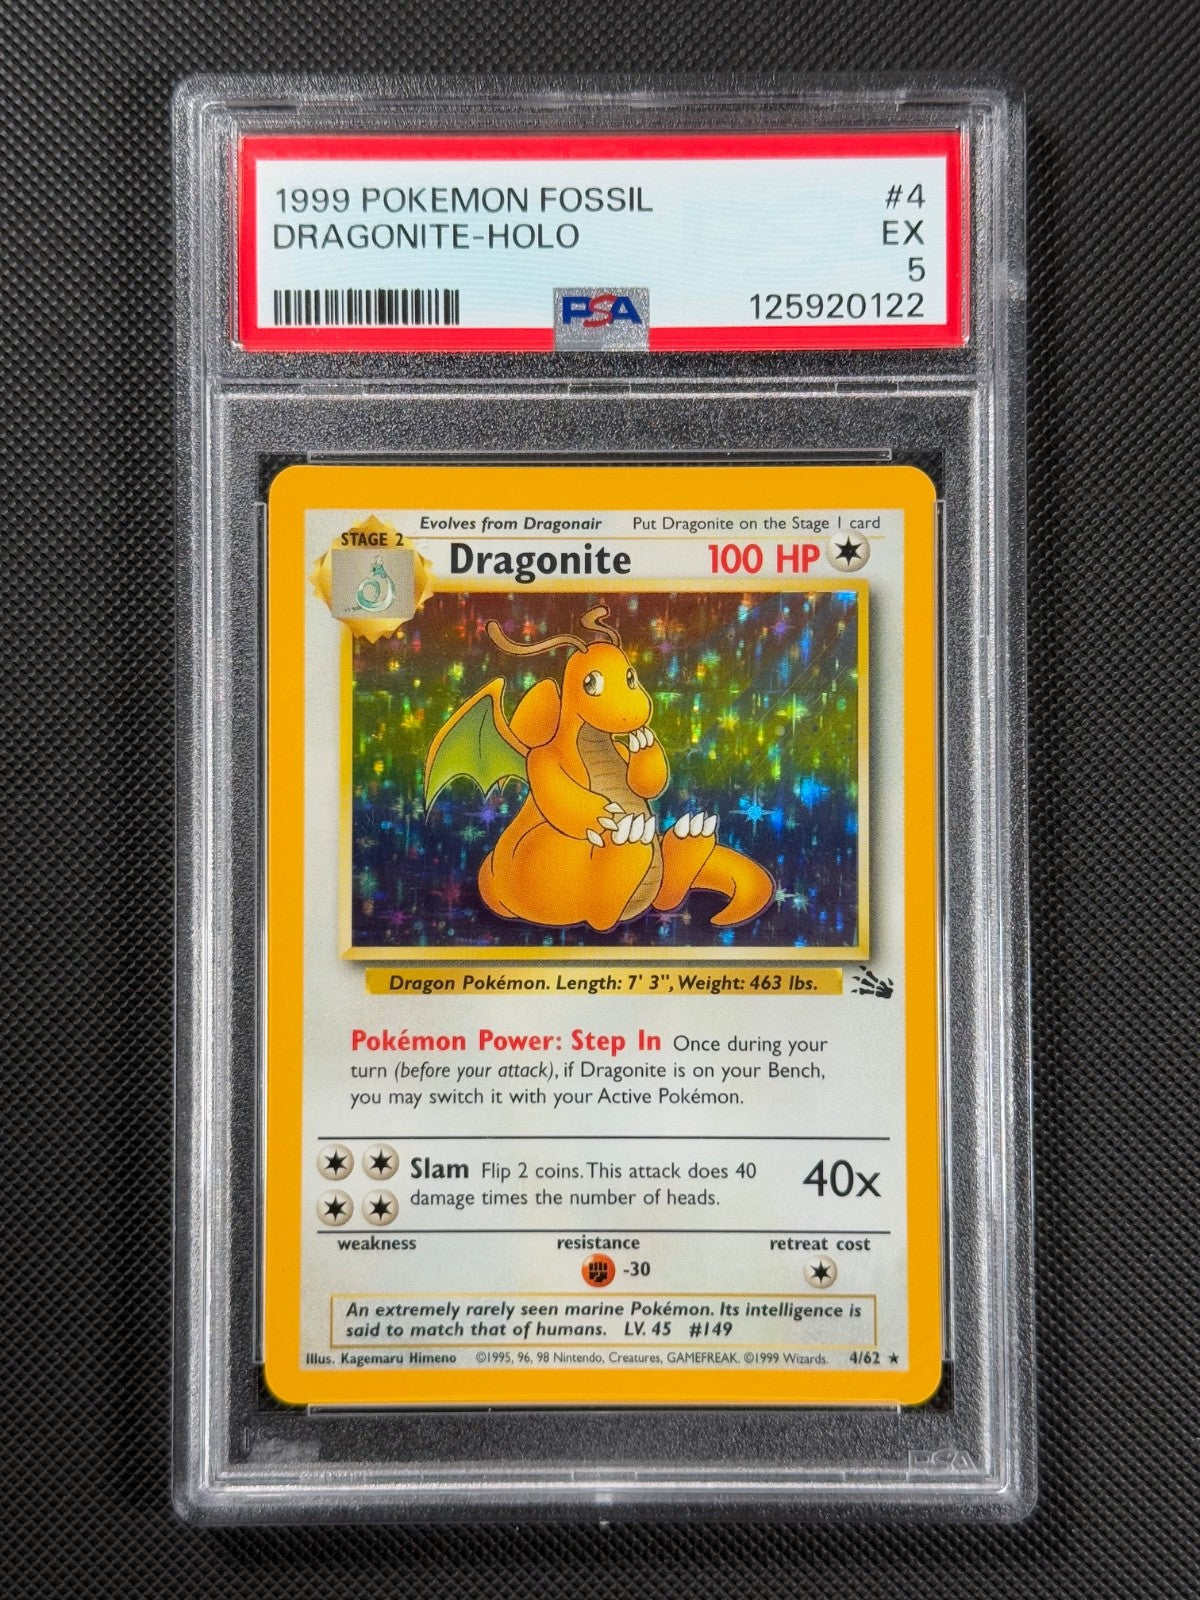 1999 POKEMON FOSSIL #4
DRAGONITE-HOLO EX
5
PSA 125920122
Evolves from Dragonair Put Dragonite on the Stage 1 card
STAGE 2
Dragonite 100 HP
Dragon Pokémon. Length: 7' 3", Weight: 463 lbs.
Pokémon Power: Step In Once during your
turn (before your attack), if Dragonite is on your Bench,
you may switch it with your Active Pokémon.
Slam Flip 2 coins. This attack does 40
damage times the number of heads.
40x
weakness resistance retreat cost
-30
An extremely rarely seen marine Pokémon. Its intelligence is
said to match that of humans. LV. 45 #149
Illus. Kagemaru Himeno ©1995, 96, 98 Nintendo, Creatures, GAMEFREAK. ©1999 Wizards. 4/62 ★
PSA